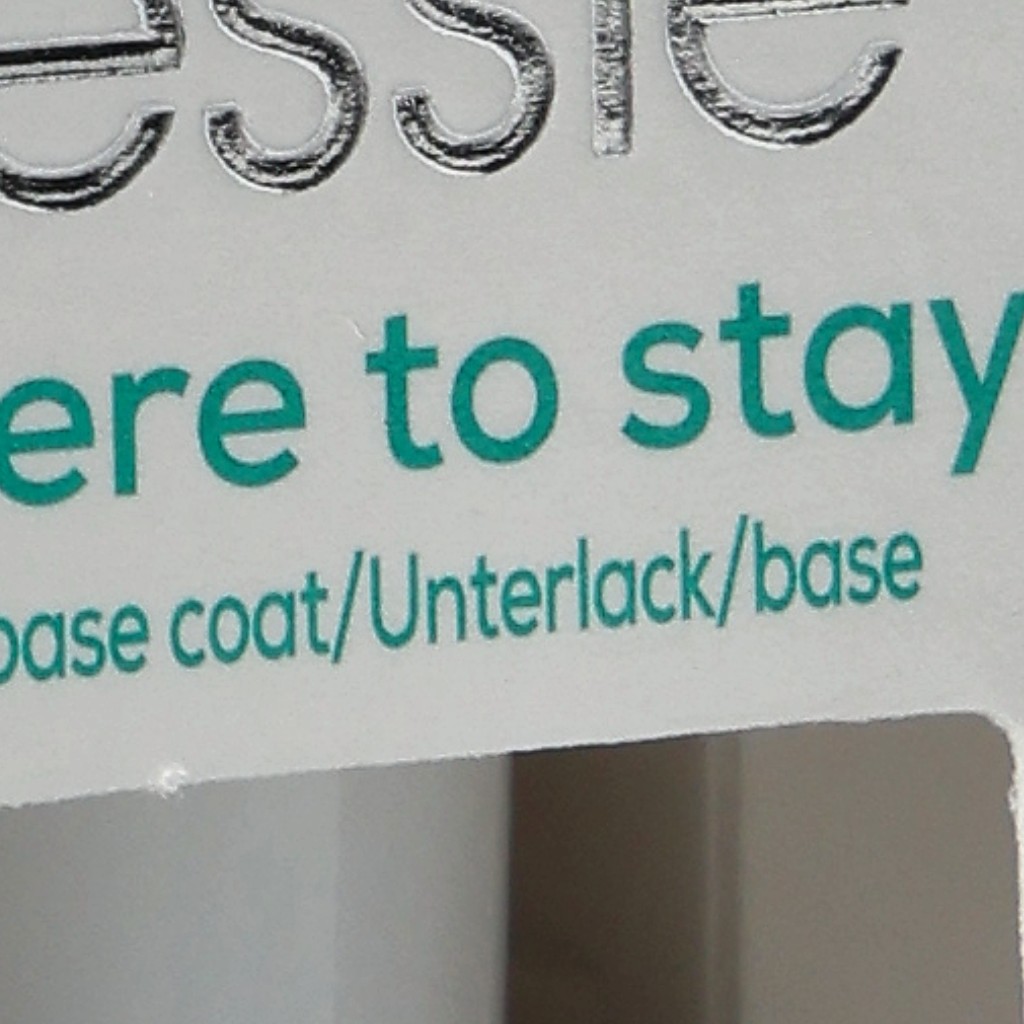 essie
ere to stay
base coat/Unterlack/base